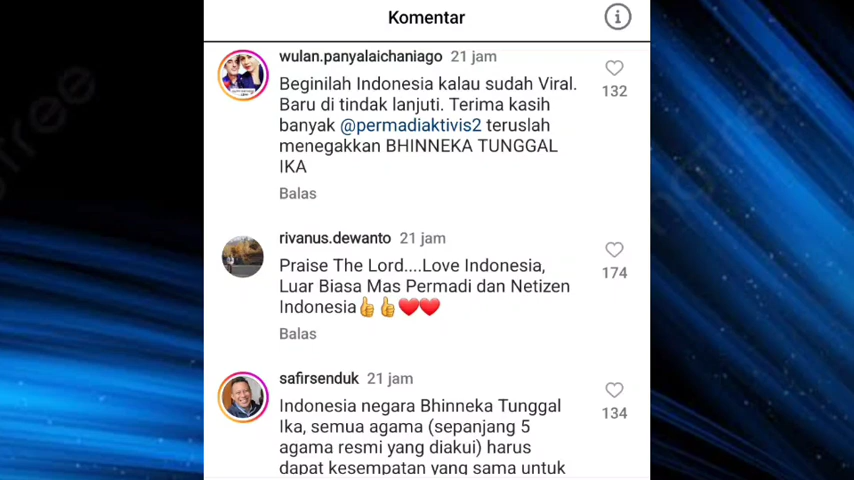 Komentar
wulan.panyalaichaniago 21 jam
Beginilah Indonesia kalau sudah Viral.
Baru di tindak lanjuti. Terima kasih
banyak @permadiaktivis2 teruslah
menegakkan BHINNEKA TUNGGAL
IKA
132
Balas
rivanus.dewanto 21 jam
Praise The Lord....Love Indonesia,
Luar Biasa Mas Permadi dan Netizen
Indonesia👍👍❤️❤️
174
Balas
safirsenduk 21 jam
Indonesia negara Bhinneka Tunggal
Ika, semua agama (sepanjang 5
agama resmi yang diakui) harus
dapat kesempatan yang sama untuk
134